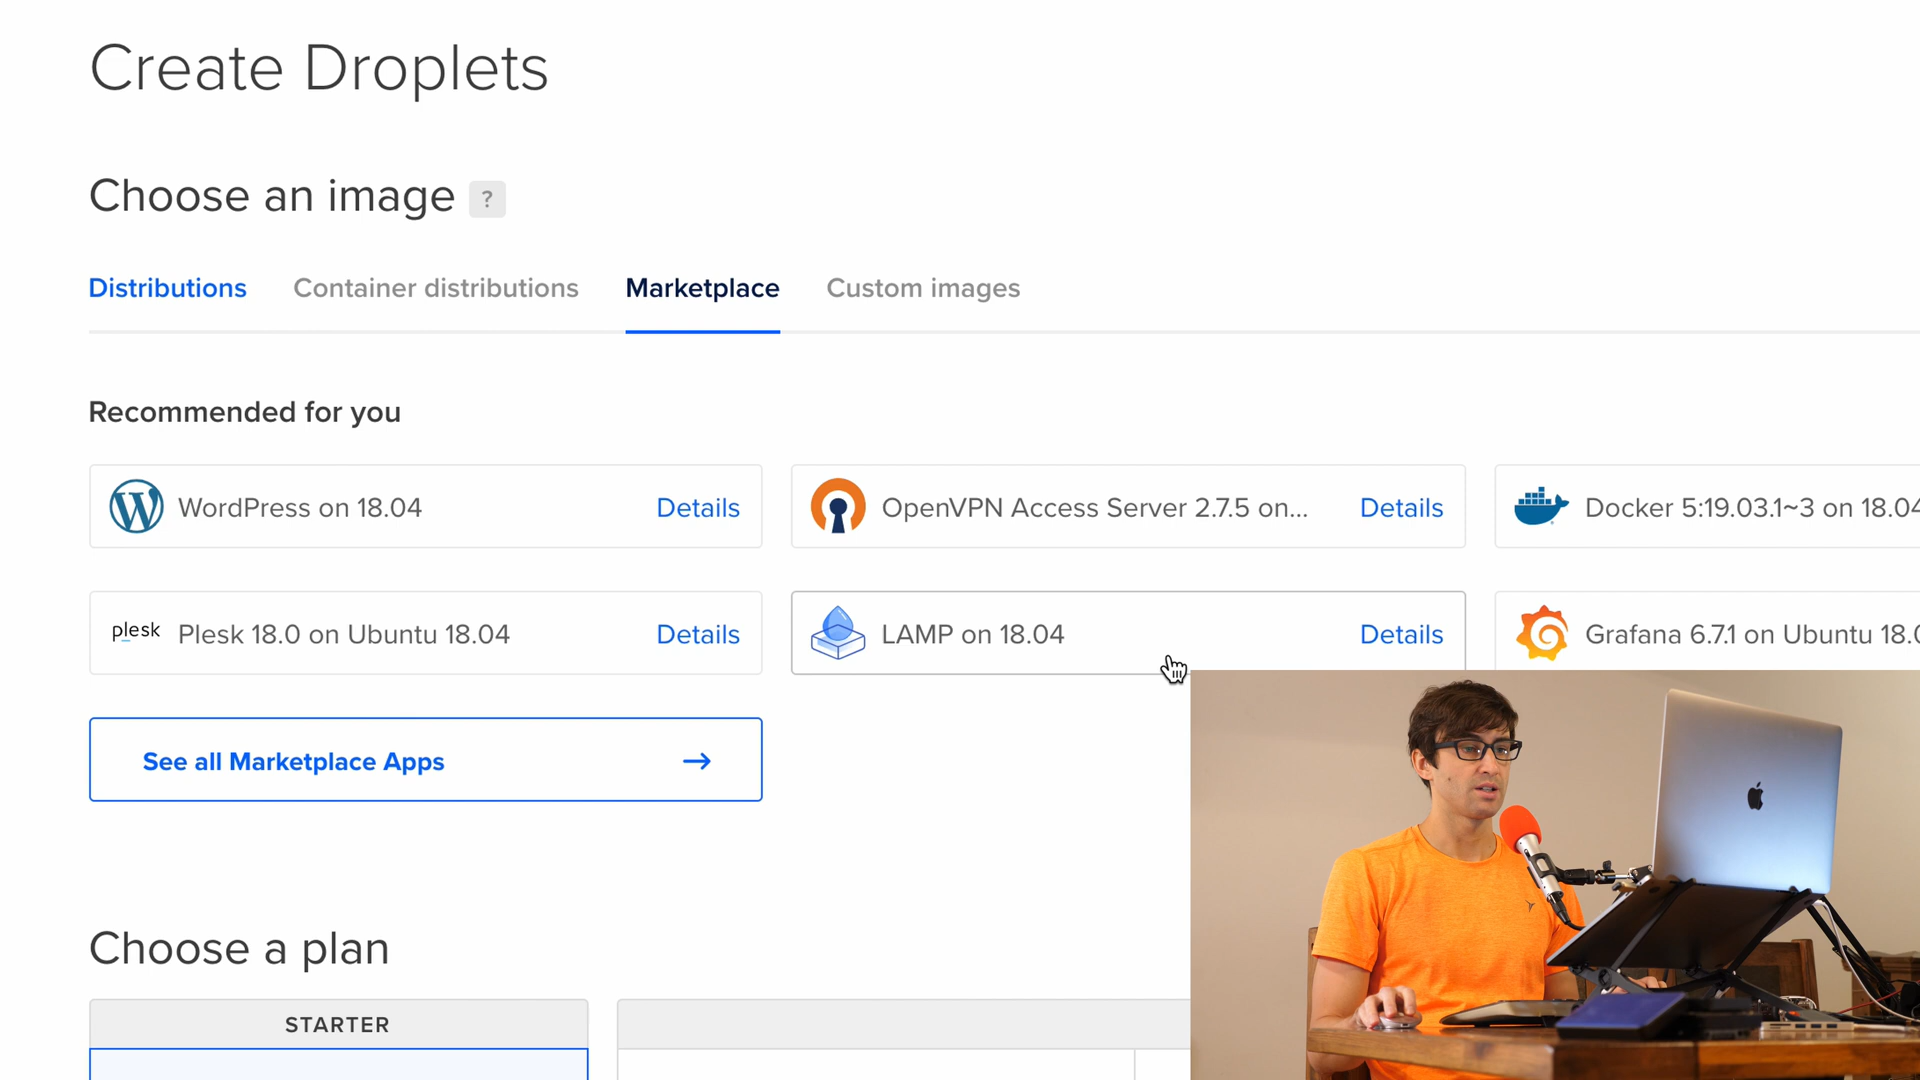 Create Droplets
Choose an image ?
Distributions Container distributions Marketplace Custom images
Recommended for you
WordPress on 18.04 Details
OpenVPN Access Server 2.7.5 on... Details
Docker 5:19.03.1~3 on 18.04
plesk Plesk 18.0 on Ubuntu 18.04 Details
LAMP on 18.04 Details
Grafana 6.7.1 on Ubuntu 18.0
See all Marketplace Apps →
Choose a plan
STARTER